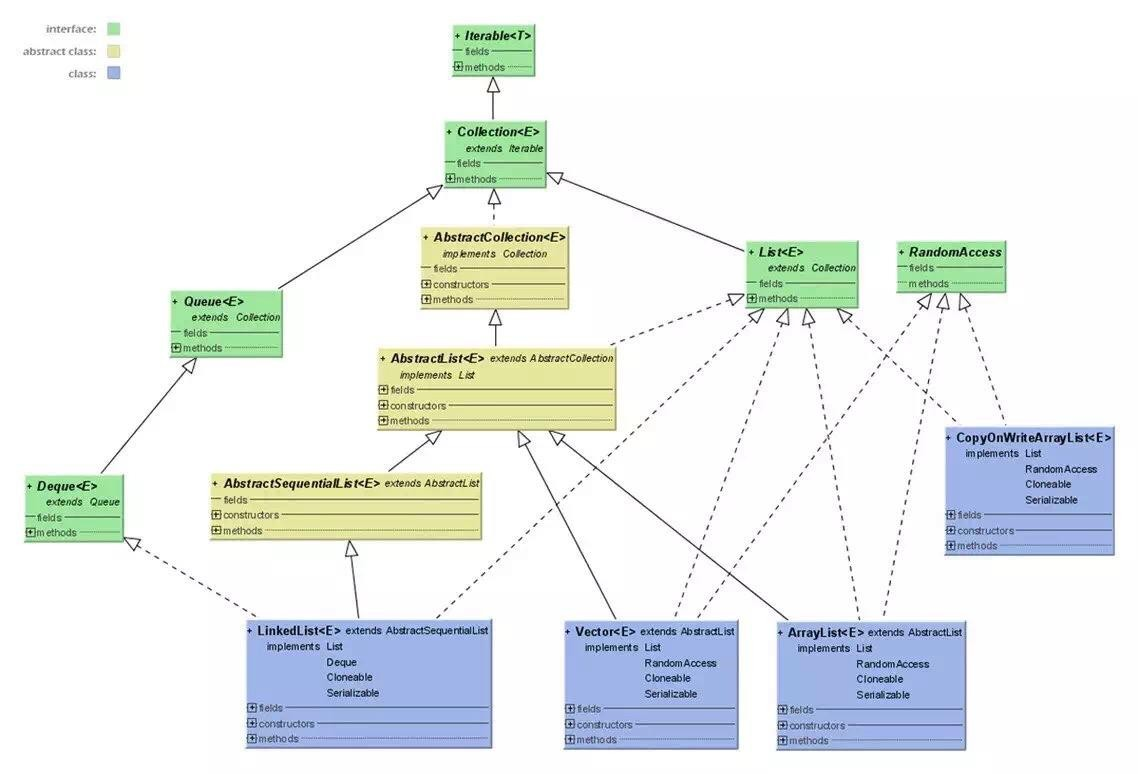 interface:
abstract class:
class:
+ Iterable<T>
fields
methods
+ Collection<E>
extends Iterable
fields
methods
+ AbstractCollection<E>
implements Collection
fields
constructors
methods
+ List<E>
extends Collection
fields
methods
+ RandomAccess
fields
methods
+ Queue<E>
extends Collection
fields
methods
+ AbstractList<E> extends AbstractCollection
implements List
fields
constructors
methods
+ CopyOnWriteArrayList<E>
implements List
RandomAccess
Cloneable
Serializable
fields
constructors
methods
+ Deque<E>
extends Queue
fields
methods
+ AbstractSequentialList<E> extends AbstractList
fields
constructors
methods
+ LinkedList<E> extends AbstractSequentialList
implements List
Deque
Cloneable
Serializable
fields
constructors
methods
+ Vector<E> extends AbstractList
implements List
RandomAccess
Cloneable
Serializable
fields
constructors
methods
+ ArrayList<E> extends AbstractList
implements List
RandomAccess
Cloneable
Serializable
fields
constructors
methods